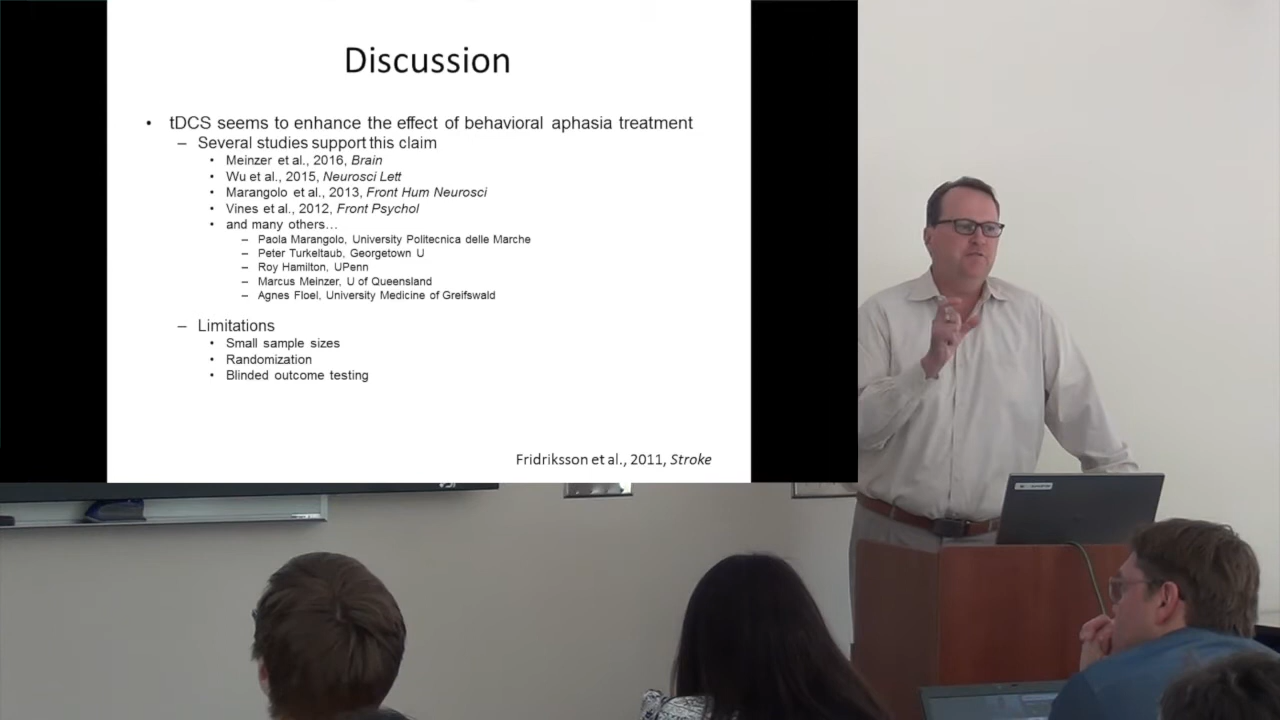 Discussion
• tDCS seems to enhance the effect of behavioral aphasia treatment
– Several studies support this claim
• Meinzer et al., 2016, Brain
• Wu et al., 2015, Neurosci Lett
• Marangolo et al., 2013, Front Hum Neurosci
• Vines et al., 2012, Front Psychol
• and many others…
– Paola Marangolo, University Politecnica delle Marche
– Peter Turkeltaub, Georgetown U
– Roy Hamilton, UPenn
– Marcus Meinzer, U of Queensland
– Agnes Floel, University Medicine of Greifswald
– Limitations
• Small sample sizes
• Randomization
• Blinded outcome testing
Fridriksson et al., 2011, Stroke